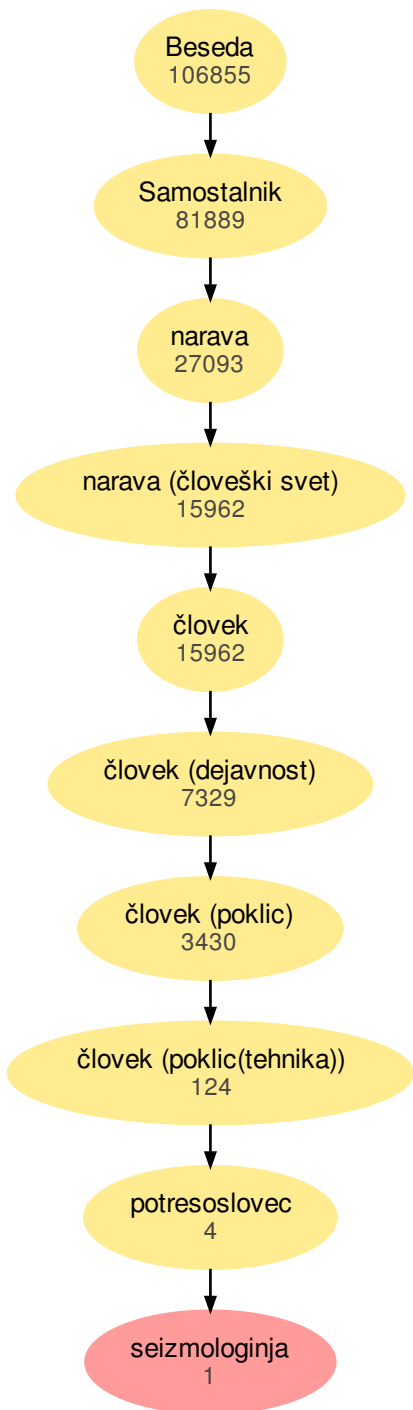 Beseda
106855
Samostalnik
81889
narava
27093
narava (človeški svet)
15962
človek
15962
človek (dejavnost)
7329
človek (poklic)
3430
človek (poklic(tehnika))
124
potresoslovec
4
seizmologinja
1